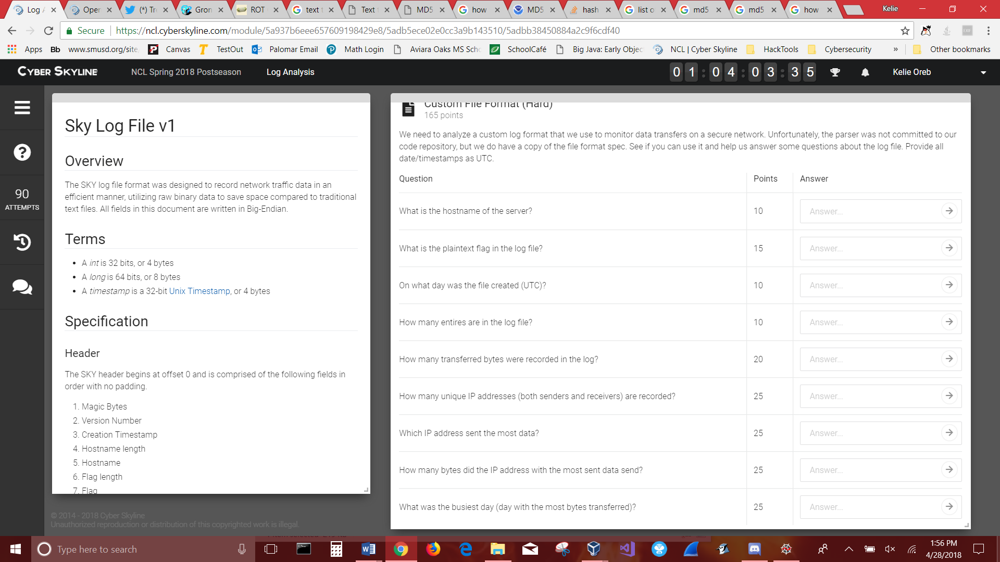 Log A
Oper
(*) Tr
Gron
ROT
text t
Text
MD5
how
MD5
hash
list o
md5
md5
how
Kelie
Secure
https://ncl.cyberskyline.com/module/5a937b6eee657609198429e8/5adb5ece02e0cc3a9b143510/5adbb38450884a2c9f6cdf40
Apps
Bb
www.smusd.org/site
Canvas
TestOut
Palomar Email
Math Login
Aviara Oaks MS Sch
SchoolCafé
Big Java: Early Objec
NCL | Cyber Skyline
HackTools
Cybersecurity
»
Other bookmarks
CYBER SKYLINE
NCL Spring 2018 Postseason
Log Analysis
01:04:03:35
Kelie Oreb
90
ATTEMPTS
Sky Log File v1
Overview
The SKY log file format was designed to record network traffic data in an
efficient manner, utilizing raw binary data to save space compared to traditional
text files. All fields in this document are written in Big-Endian.
Terms
• A int is 32 bits, or 4 bytes
• A long is 64 bits, or 8 bytes
• A timestamp is a 32-bit Unix Timestamp, or 4 bytes
Specification
Header
The SKY header begins at offset 0 and is comprised of the following fields in
order with no padding.
1. Magic Bytes
2. Version Number
3. Creation Timestamp
4. Hostname length
5. Hostname
6. Flag length
7. Flag
Custom File Format (Hard)
165 points
We need to analyze a custom log format that we use to monitor data transfers on a secure network. Unfortunately, the parser was not committed to our
code repository, but we do have a copy of the file format spec. See if you can use it and help us answer some questions about the log file. Provide all
date/timestamps as UTC.
Question Points Answer
What is the hostname of the server? 10 Answer...
What is the plaintext flag in the log file? 15 Answer...
On what day was the file created (UTC)? 10 Answer...
How many entires are in the log file? 10 Answer...
How many transferred bytes were recorded in the log? 20 Answer...
How many unique IP addresses (both senders and receivers) are recorded? 25 Answer...
Which IP address sent the most data? 25 Answer...
How many bytes did the IP address with the most sent data send? 25 Answer...
What was the busiest day (day with the most bytes transferred)? 25 Answer...
© 2014 - 2018 Cyber Skyline
Unauthorized reproduction or distribution of this copyrighted work is illegal.
Type here to search
1:56 PM
4/28/2018